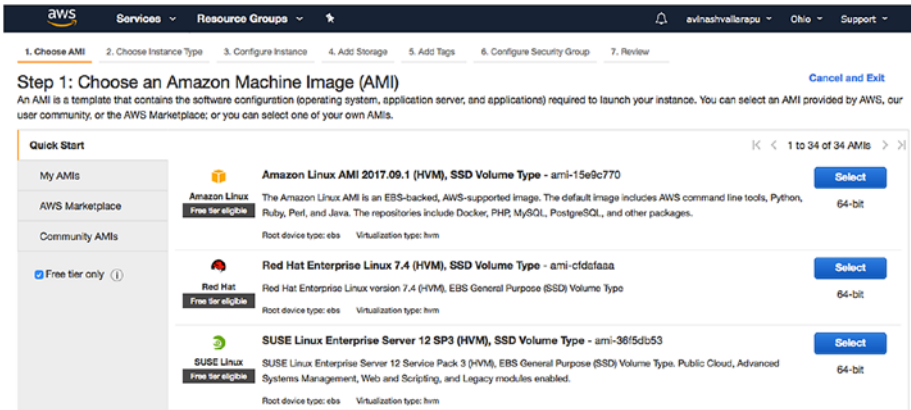 aws Services Resource Groups avinashvallarapu Ohio Support
1. Choose AMI 2. Choose Instance Type 3. Configure Instance 4. Add Storage 5. Add Tags 6. Configure Security Group 7. Review
Step 1: Choose an Amazon Machine Image (AMI) Cancel and Exit
An AMI is a template that contains the software configuration (operating system, application server, and applications) required to launch your instance. You can select an AMI provided by AWS, our
user community, or the AWS Marketplace; or you can select one of your own AMIs.
Quick Start 1 to 34 of 34 AMIs
My AMIs
AWS Marketplace
Community AMIs
Free tier only
Amazon Linux
Free tier eligible
Amazon Linux AMI 2017.09.1 (HVM), SSD Volume Type - ami-15e9c770
The Amazon Linux AMI is an EBS-backed, AWS-supported image. The default image includes AWS command line tools, Python,
Ruby, Perl, and Java. The repositories include Docker, PHP, MySQL, PostgreSQL, and other packages.
Root device type: ebs Virtualization type: hvm
Select
64-bit
Red Hat
Free tier eligible
Red Hat Enterprise Linux 7.4 (HVM), SSD Volume Type - ami-cfdafaaa
Red Hat Enterprise Linux version 7.4 (HVM), EBS General Purpose (SSD) Volume Type
Root device type: ebs Virtualization type: hvm
Select
64-bit
SUSE Linux
Free tier eligible
SUSE Linux Enterprise Server 12 SP3 (HVM), SSD Volume Type - ami-36f5db53
SUSE Linux Enterprise Server 12 Service Pack 3 (HVM), EBS General Purpose (SSD) Volume Type. Public Cloud, Advanced
Systems Management, Web and Scripting, and Legacy modules enabled.
Root device type: ebs Virtualization type: hvm
Select
64-bit